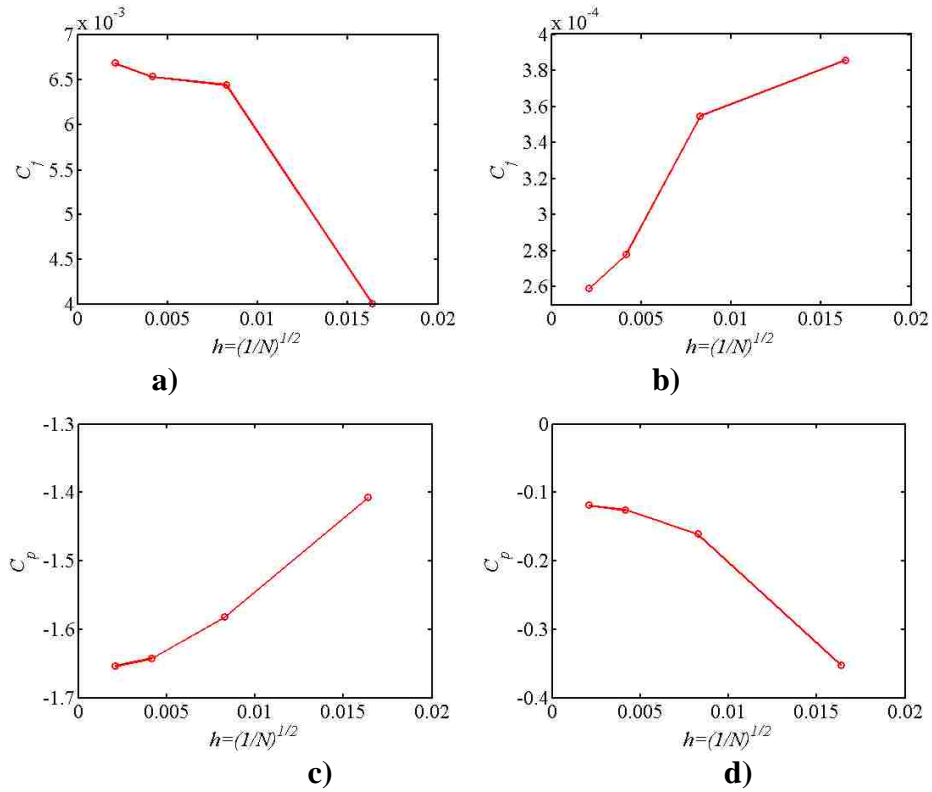 x 10⁻³
7
6.5
6
5.5
5
4.5
4
0 0.005 0.01 0.015 0.02
C_f
h=(1/N)^{1/2}
a)
x 10⁻⁴
4
3.8
3.6
3.4
3.2
3
2.8
2.6
0 0.005 0.01 0.015 0.02
C_f
h=(1/N)^{1/2}
b)
-1.3
-1.4
-1.5
-1.6
-1.7
0 0.005 0.01 0.015 0.02
C_p
h=(1/N)^{1/2}
c)
0
-0.1
-0.2
-0.3
-0.4
0 0.005 0.01 0.015 0.02
C_p
h=(1/N)^{1/2}
d)